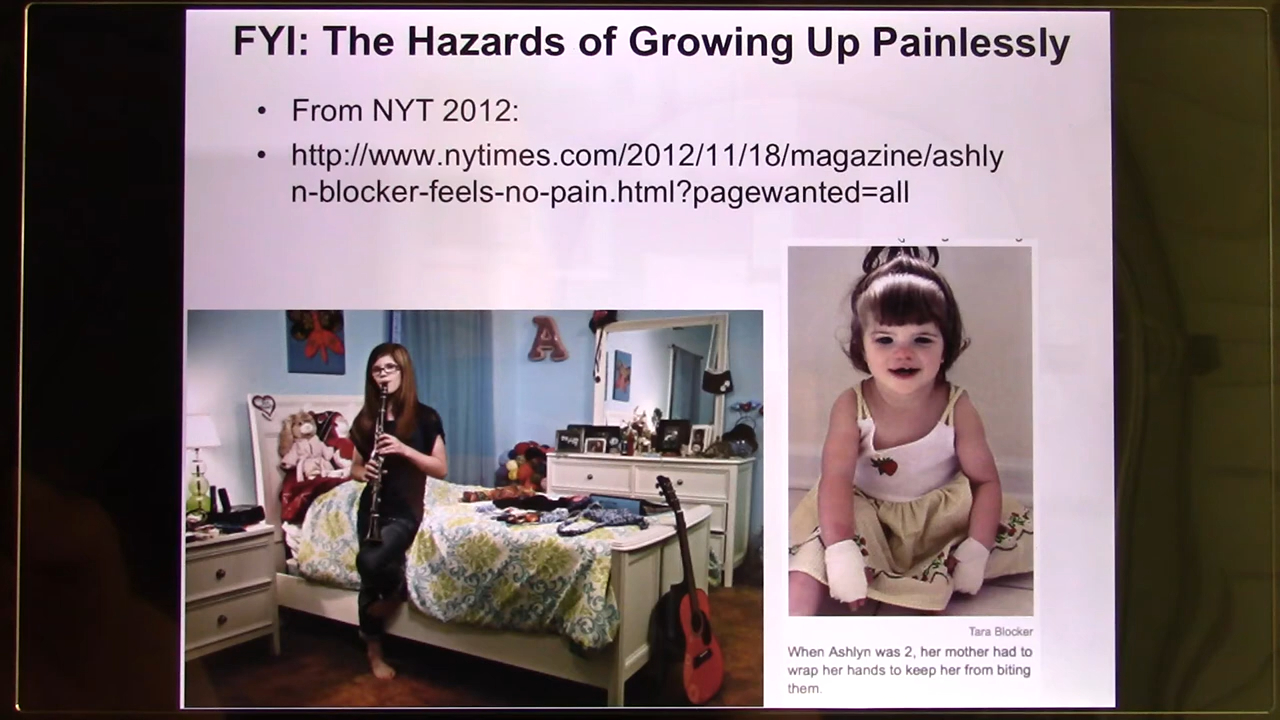 FYI: The Hazards of Growing Up Painlessly
• From NYT 2012:
• http://www.nytimes.com/2012/11/18/magazine/ashly
n-blocker-feels-no-pain.html?pagewanted=all
A
Tara Blocker
When Ashlyn was 2, her mother had to
wrap her hands to keep her from biting
them.